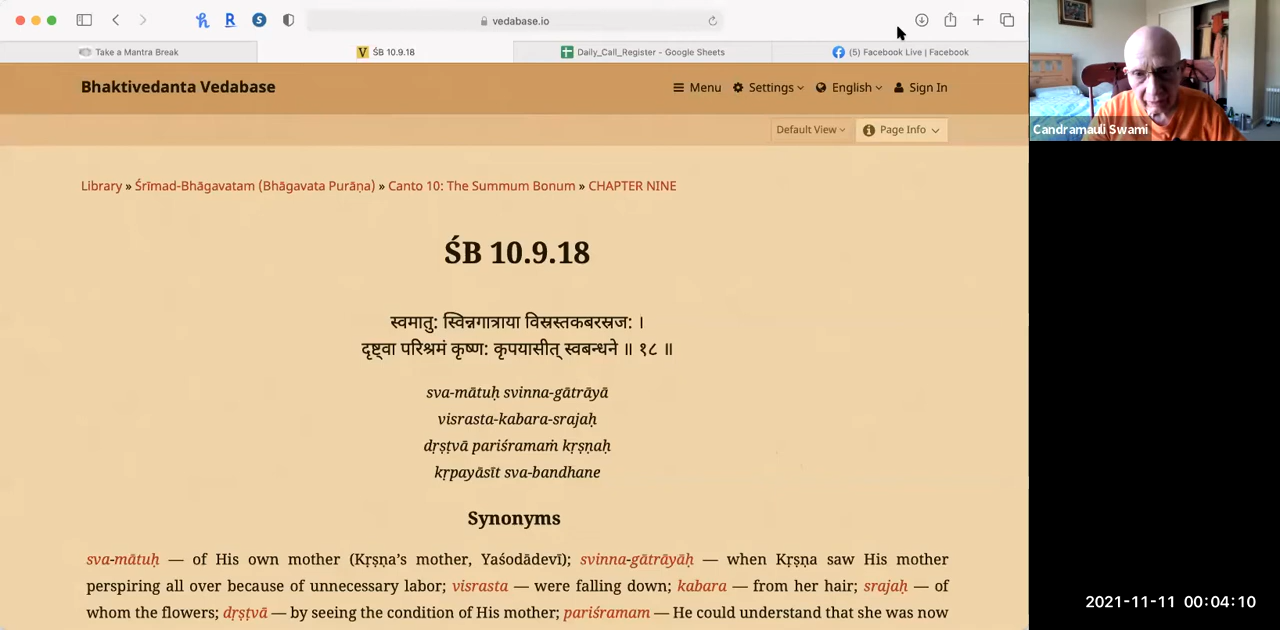 vedabase.io
Take a Mantra Break
ŚB 10.9.18
Daily_Call_Register - Google Sheets
(5) Facebook Live | Facebook
Bhaktivedanta Vedabase
Menu Settings English Sign In
Default View Page Info
Library » Śrīmad-Bhāgavatam (Bhāgavata Purāṇa) » Canto 10: The Summum Bonum » CHAPTER NINE
ŚB 10.9.18
स्वमातु: स्विन्नगात्राया विस्रस्तकबरस्रज: ।
द‍ृष्ट्वा परिश्रमं कृष्ण: कृपयासीत् स्वबन्धने ॥ १८ ॥
sva-mātuḥ svinna-gātrāyā
visrasta-kabara-srajaḥ
dṛṣṭvā pariśramaṁ kṛṣṇaḥ
kṛpayāsīt sva-bandhane
Synonyms
sva-mātuḥ — of His own mother (Kṛṣṇa’s mother, Yaśodādevī); svinna-gātrāyāḥ — when Kṛṣṇa saw His mother
perspiring all over because of unnecessary labor; visrasta — were falling down; kabara — from her hair; srajaḥ — of
whom the flowers; dṛṣṭvā — by seeing the condition of His mother; pariśramam — He could understand that she was now
Candramauli Swami
2021-11-11 00:04:10